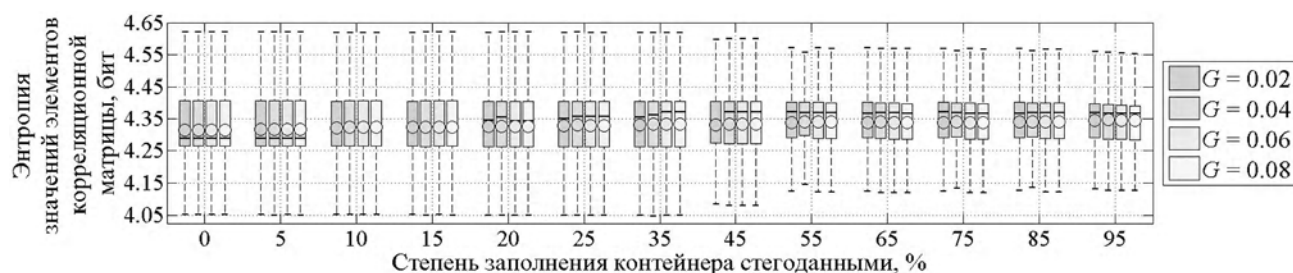 Энтропия
значений элементов
корреляционной
матрицы, бит
4.65
4.55
4.45
4.35
4.25
4.15
4.05
0 5 10 15 20 25 35 45 55 65 75 85 95
Степень заполнения контейнера стегоданными, %
G = 0.02
G = 0.04
G = 0.06
G = 0.08